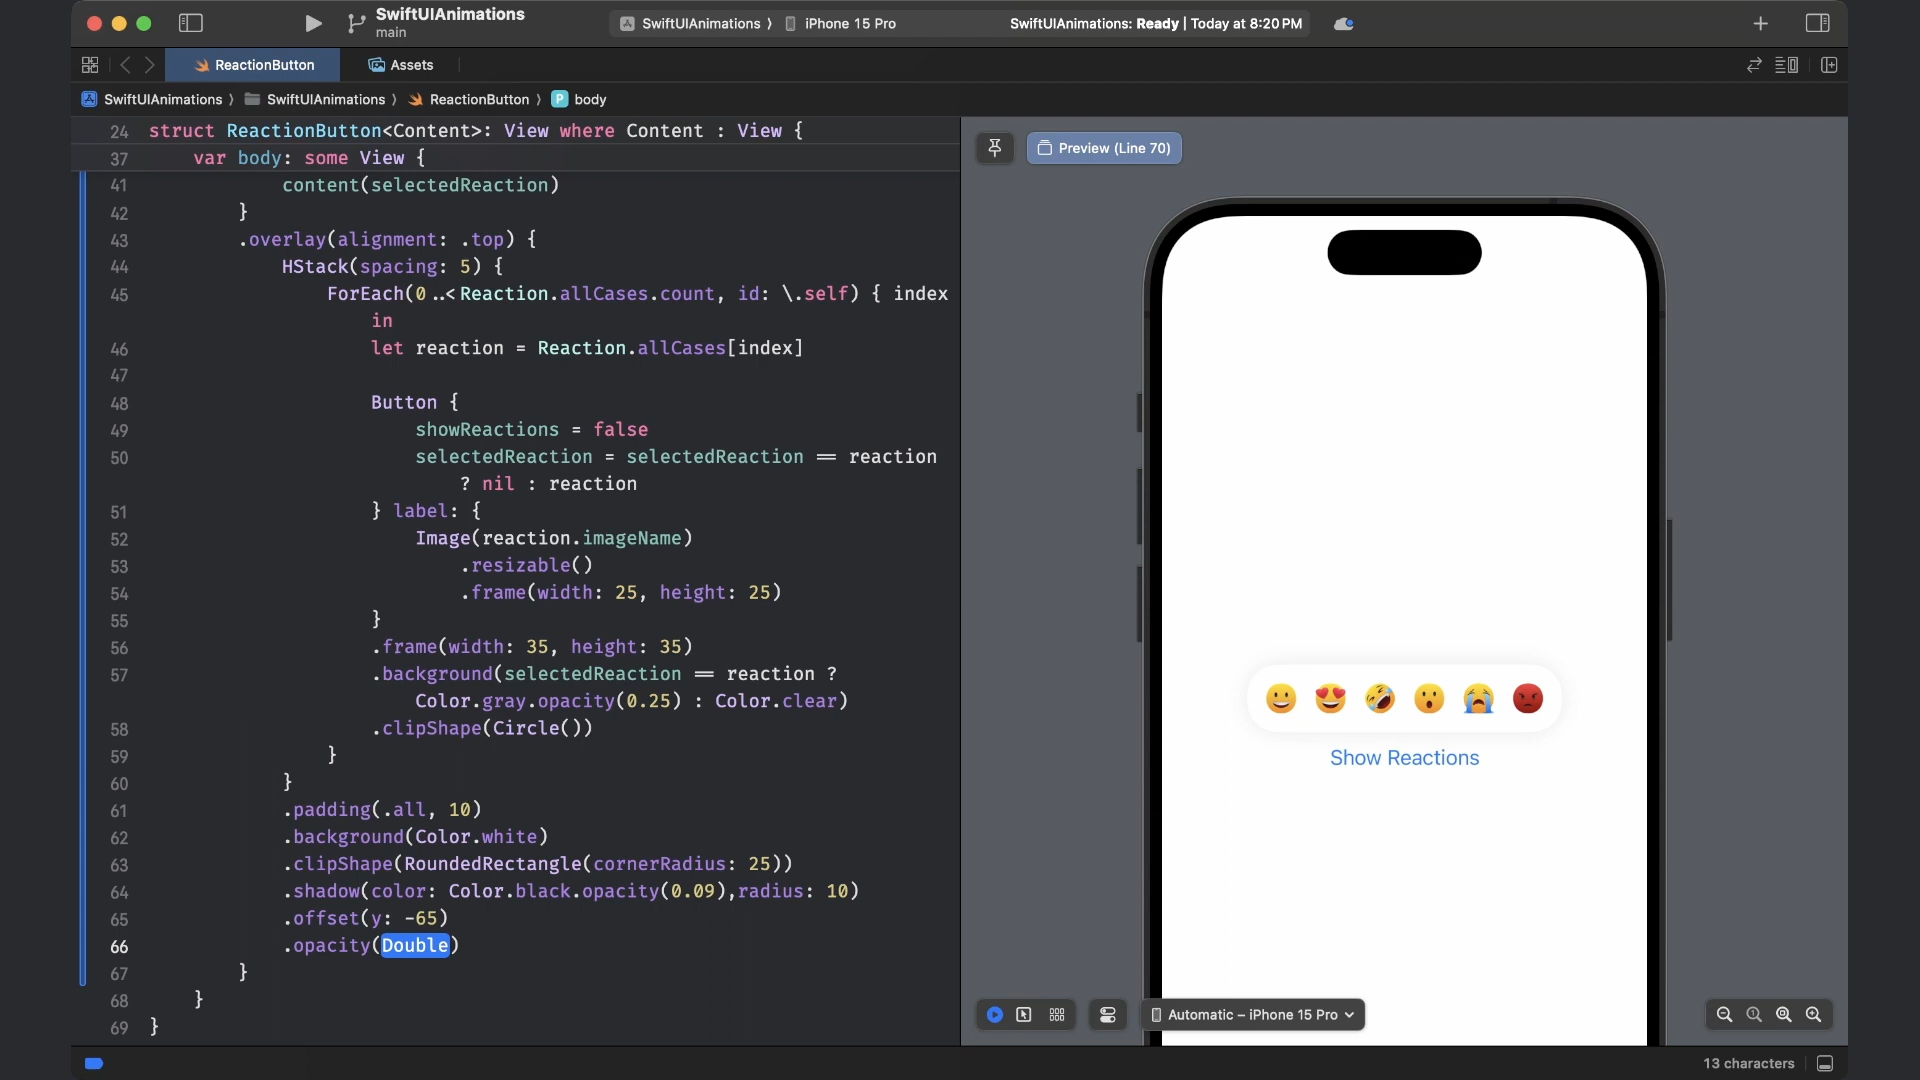 SwiftUIAnimations
main
SwiftUIAnimations 〉 iPhone 15 Pro
SwiftUIAnimations: Ready | Today at 8:20 PM
ReactionButton
Assets
SwiftUIAnimations 〉 SwiftUIAnimations 〉 ReactionButton 〉 P body
24 struct ReactionButton<Content>: View where Content : View {
37 var body: some View {
41 content(selectedReaction)
42 }
43 .overlay(alignment: .top) {
44 HStack(spacing: 5) {
45 ForEach(0..<Reaction.allCases.count, id: \.self) { index
in
46 let reaction = Reaction.allCases[index]
47
48 Button {
49 showReactions = false
50 selectedReaction = selectedReaction == reaction
? nil : reaction
51 } label: {
52 Image(reaction.imageName)
53 .resizable()
54 .frame(width: 25, height: 25)
55 }
56 .frame(width: 35, height: 35)
57 .background(selectedReaction == reaction ?
Color.gray.opacity(0.25) : Color.clear)
58 .clipShape(Circle())
59 }
60 }
61 .padding(.all, 10)
62 .background(Color.white)
63 .clipShape(RoundedRectangle(cornerRadius: 25))
64 .shadow(color: Color.black.opacity(0.09),radius: 10)
65 .offset(y: -65)
66 .opacity(Double)
67 }
68 }
69 }
Preview (Line 70)
Show Reactions
Automatic – iPhone 15 Pro
13 characters